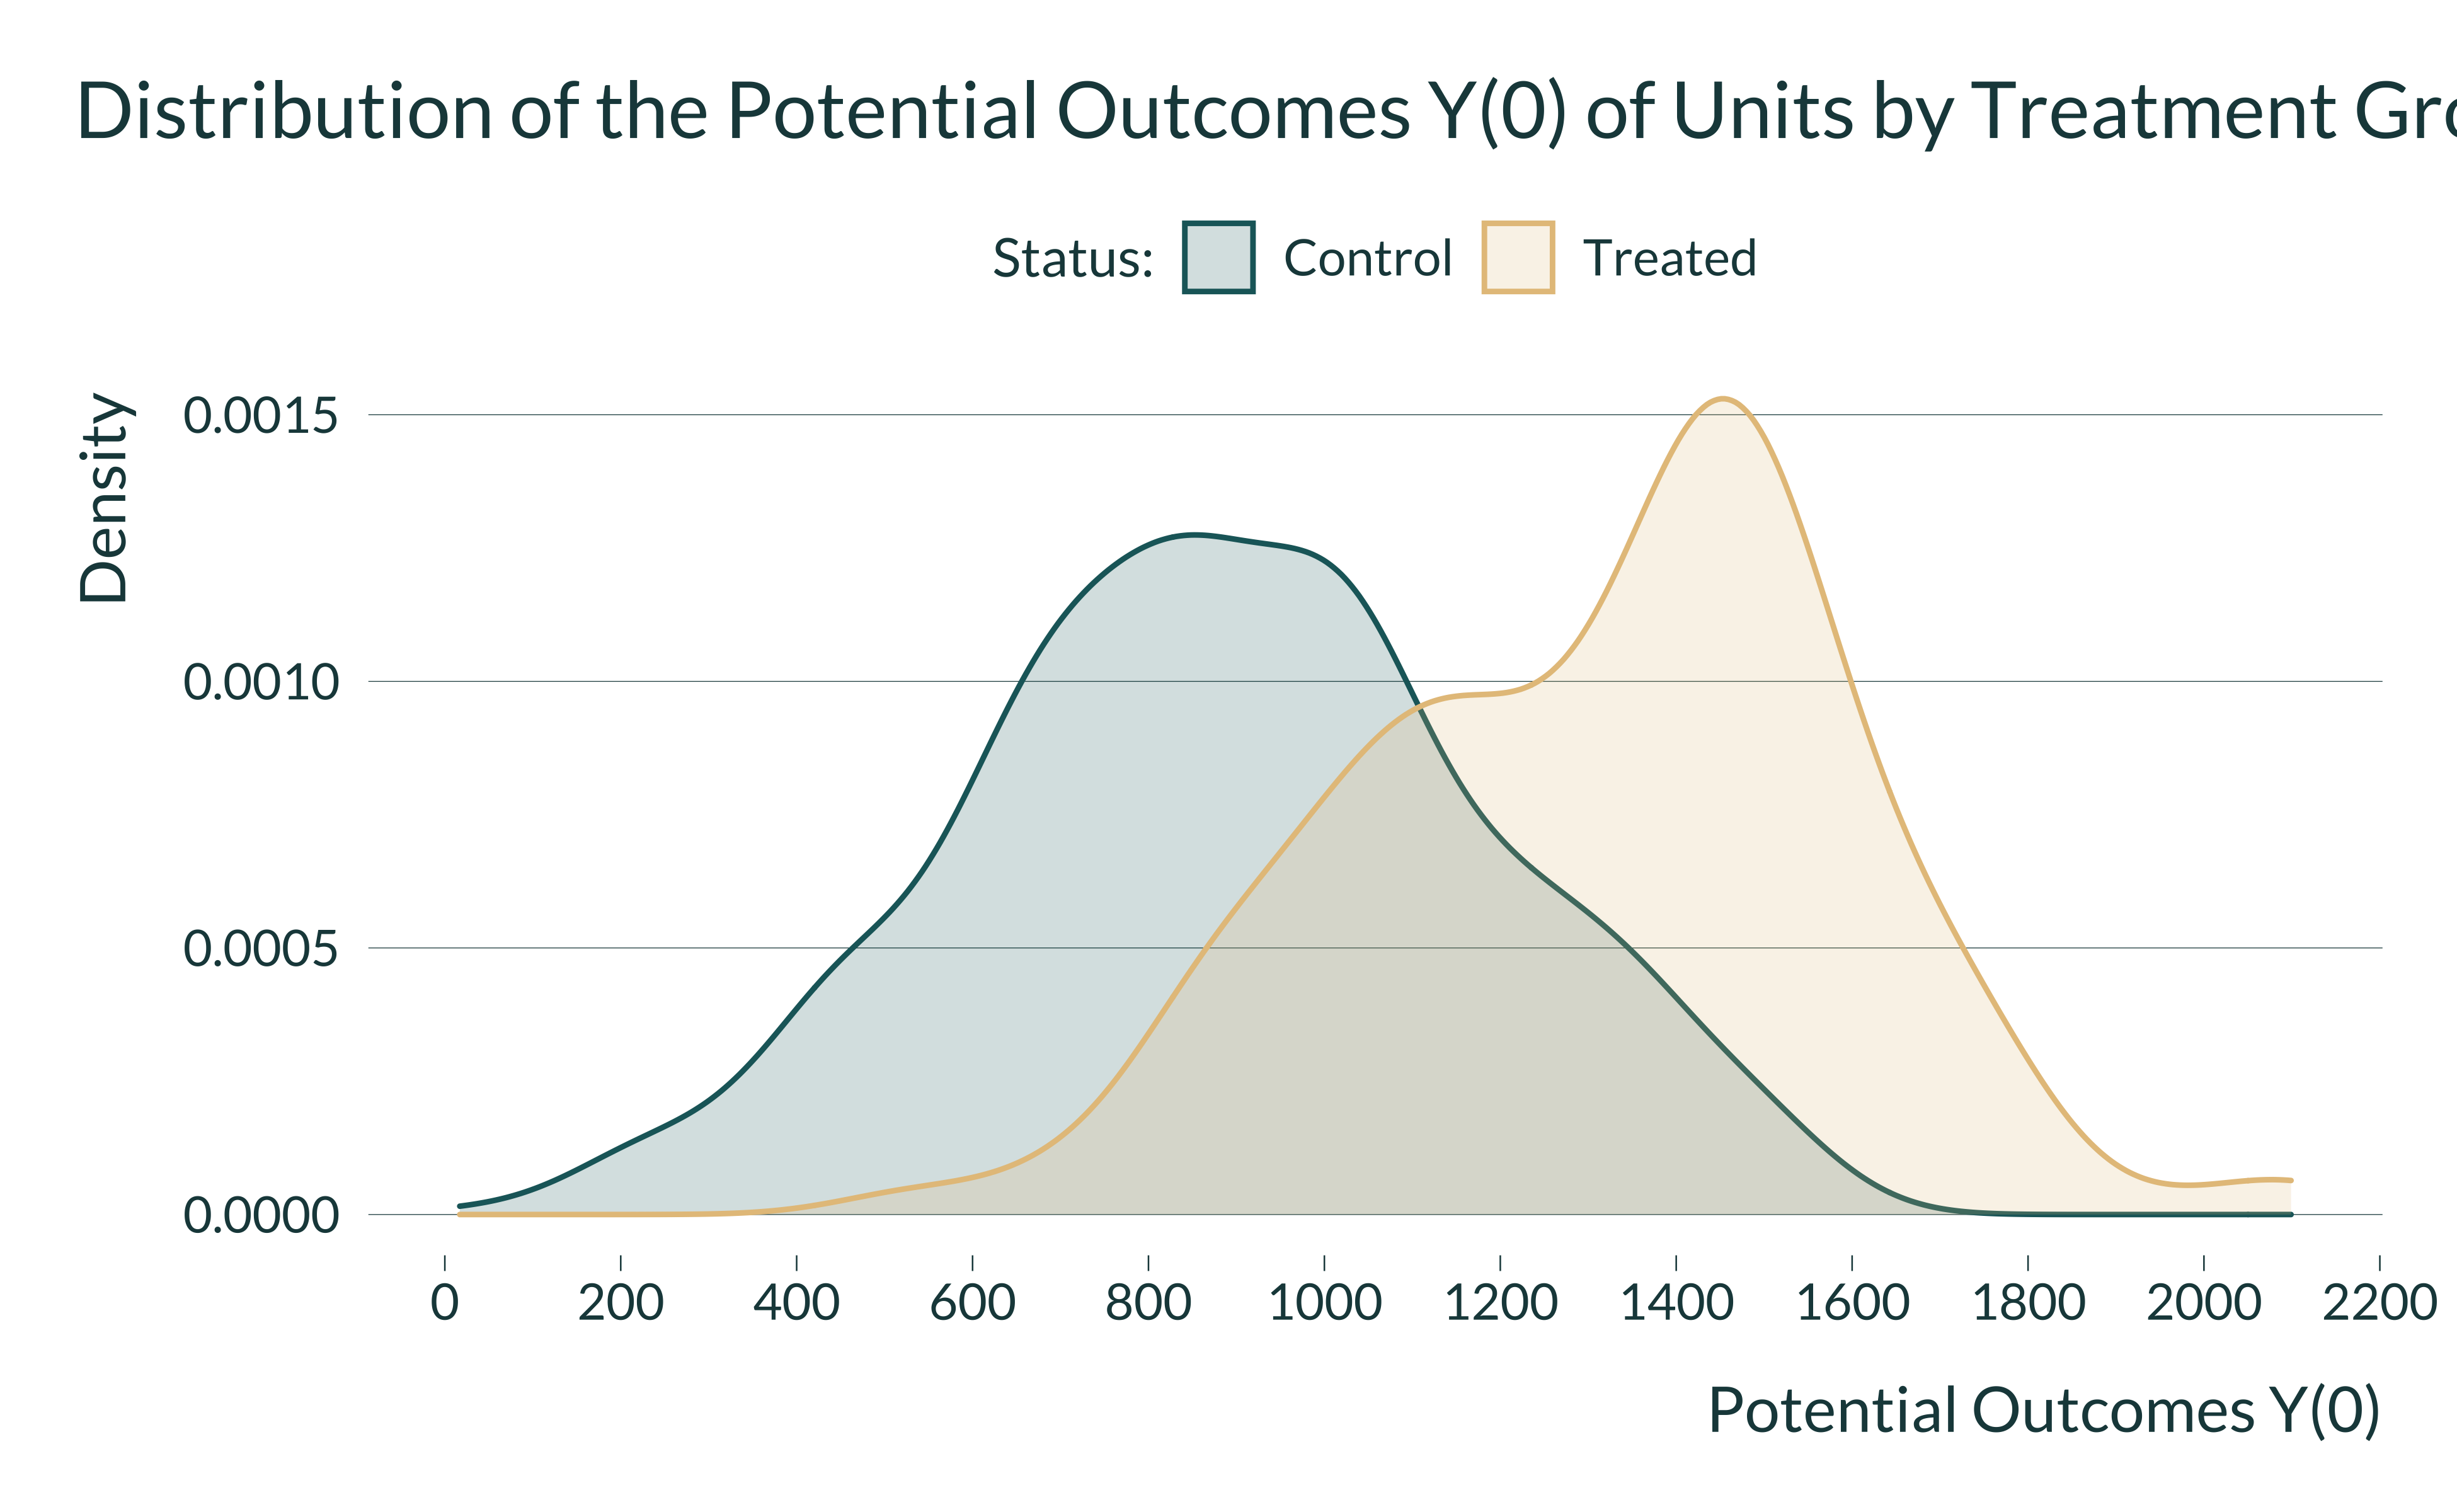 Distribution of the Potential Outcomes Y(0) of Units by Treatment
Status: Control Treated
Density
0.0015
0.0010
0.0005
0.0000
0 200 400 600 800 1000 1200 1400 1600 1800 2000 2200
Potential Outcomes Y(0)